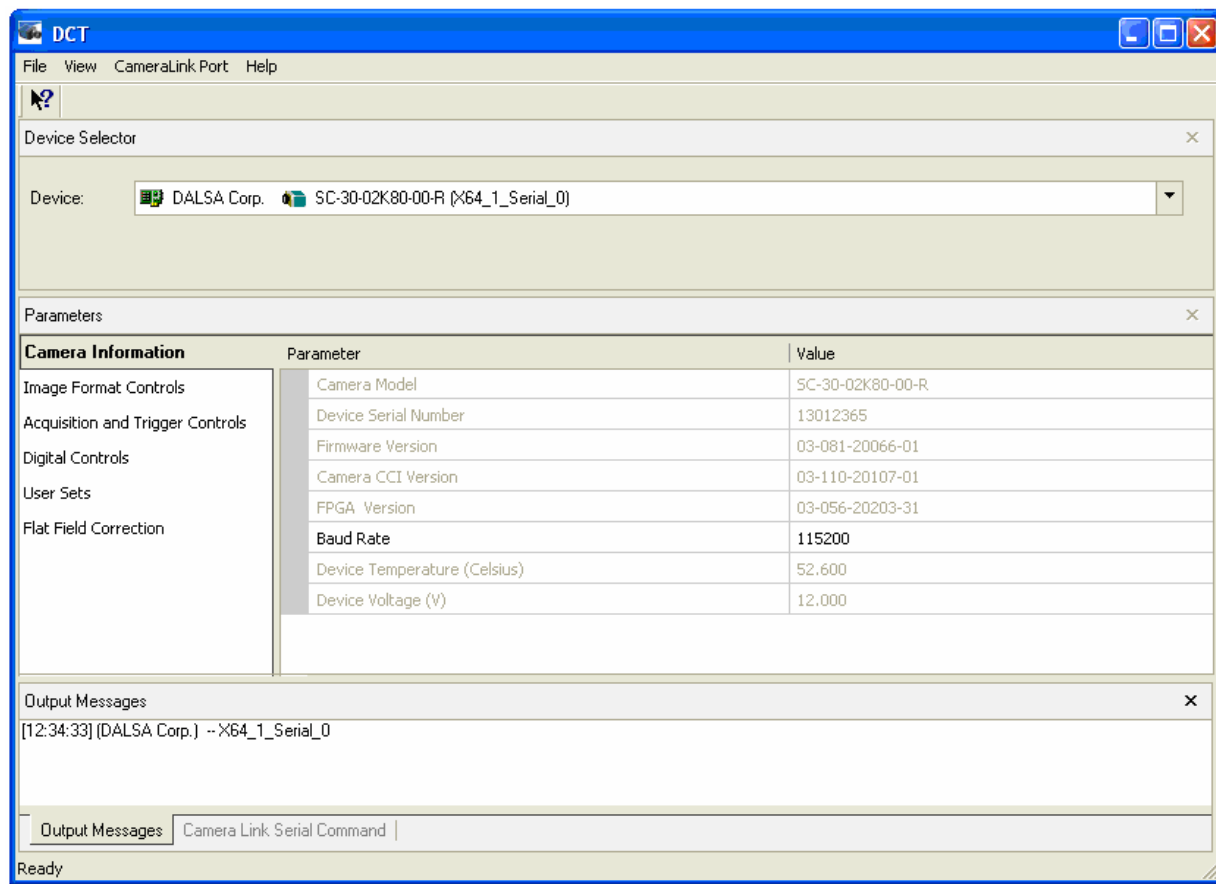 DCT
File View CameraLink Port Help
Device Selector
Device: DALSA Corp. SC-30-02K80-00-R (X64_1_Serial_0)
Parameters
Camera Information
Parameter Value
Image Format Controls
Acquisition and Trigger Controls
Digital Controls
User Sets
Flat Field Correction
Camera Model SC-30-02K80-00-R
Device Serial Number 13012365
Firmware Version 03-081-20066-01
Camera CCI Version 03-110-20107-01
FPGA Version 03-056-20203-31
Baud Rate 115200
Device Temperature (Celsius) 52.600
Device Voltage (V) 12.000
Output Messages
[12:34:33] (DALSA Corp.) -- X64_1_Serial_0
Output Messages Camera Link Serial Command
Ready